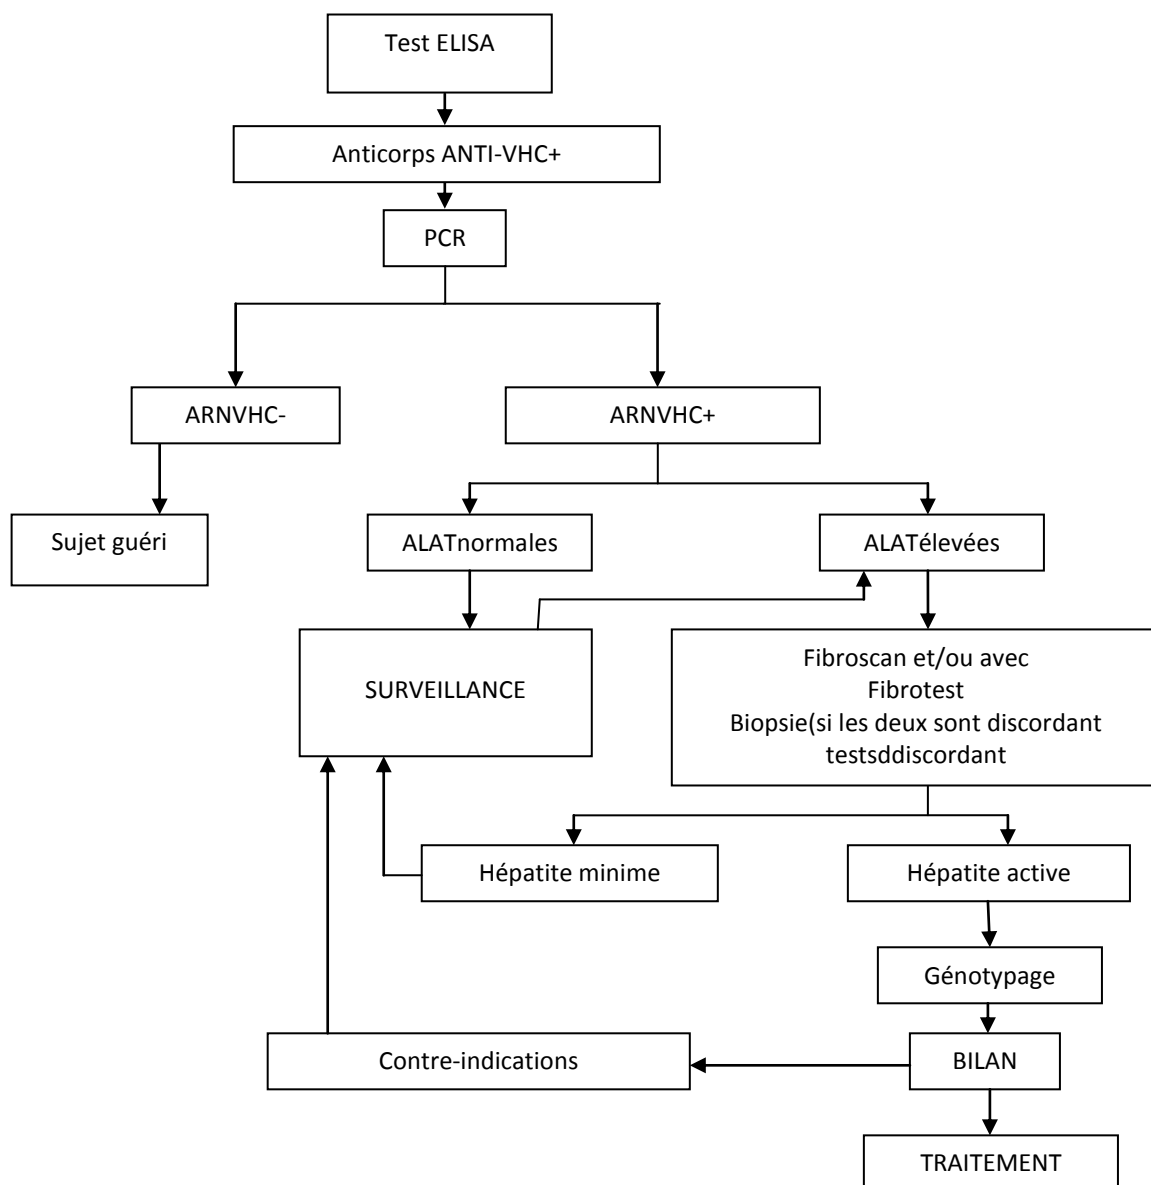 Test ELISA
Anticorps ANTI-VHC+
PCR
ARNVHC-
ARNVHC+
Sujet guéri
ALATnormales
ALATélevées
SURVEILLANCE
Fibroscan et/ou avec
Fibrotest
Biopsie(si les deux sont discordant
testsddiscordant
Hépatite minime
Hépatite active
Génotypage
Contre-indications
BILAN
TRAITEMENT